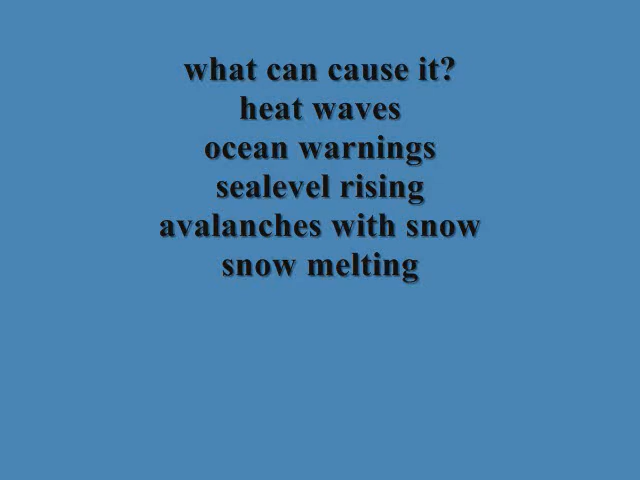 what can cause it?
heat waves
ocean warnings
sealevel rising
avalanches with snow
snow melting